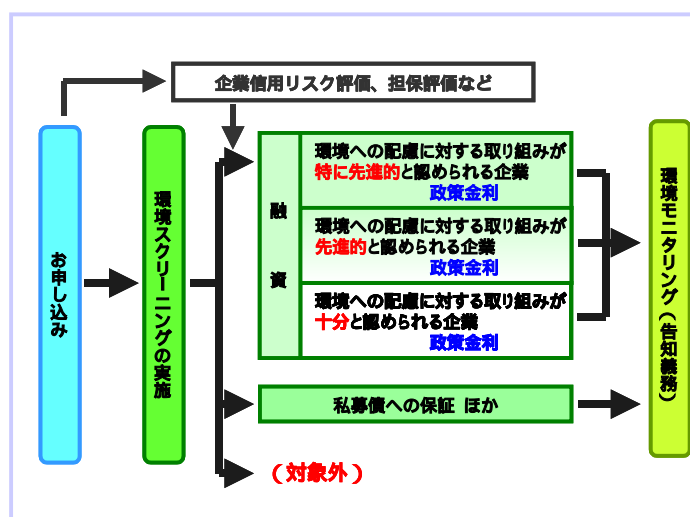 企業信用リスク評価、担保評価など
お申し込み
環境スクリーニングの実施
融資
環境への配慮に対する取り組みが
特に先進的と認められる企業
政策金利
環境への配慮に対する取り組みが
先進的と認められる企業
政策金利
環境への配慮に対する取り組みが
十分と認められる企業
政策金利
私募債への保証 ほか
（対象外）
環境モニタリング（告知義務）